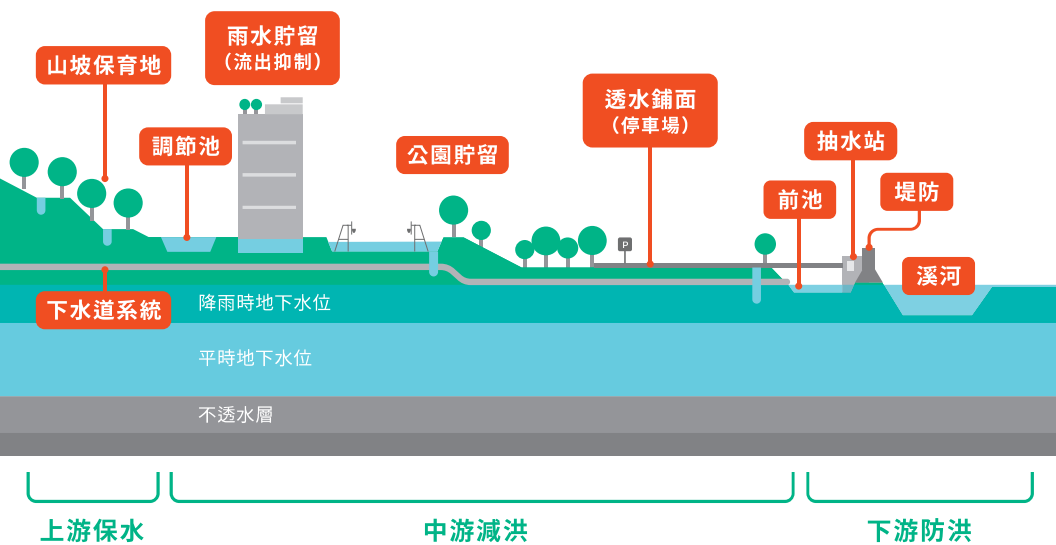 雨水貯留
（流出抑制）
山坡保育地
調節池
公園貯留
透水鋪面
（停車場）
抽水站
前池
堤防
P
溪河
下水道系統
降雨時地下水位
平時地下水位
不透水層
上游保水
中游減洪
下游防洪